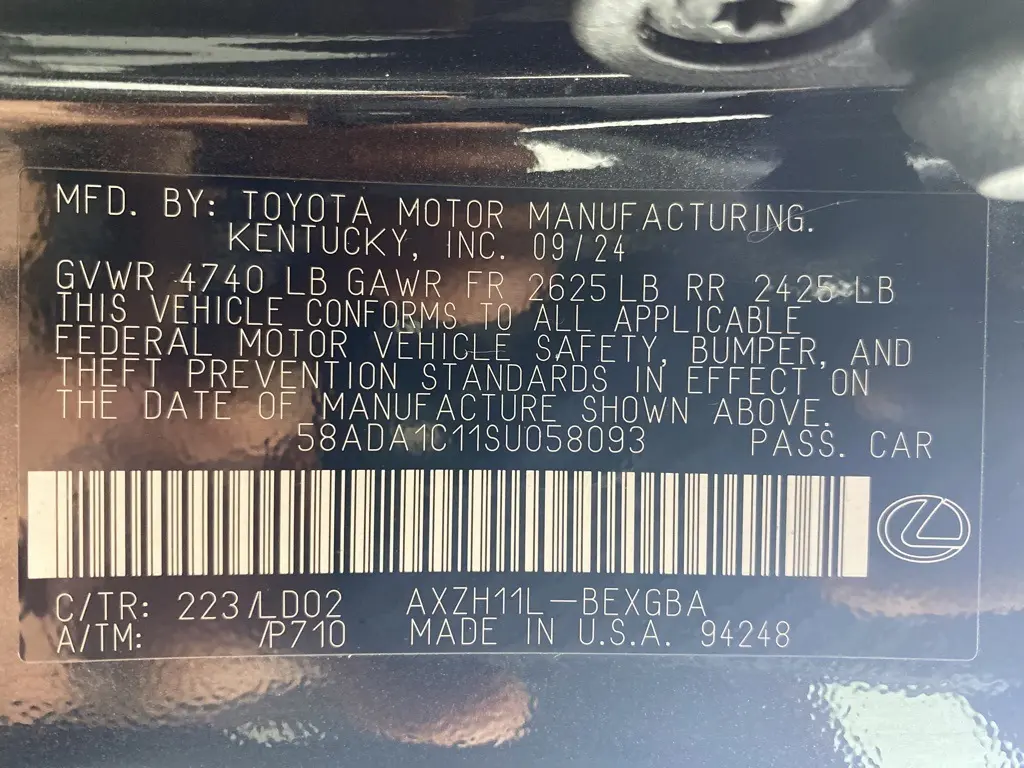 MFD. BY: TOYOTA MOTOR MANUFACTURING.
KENTUCKY, INC. 09/24
GVWR 4740 LB GAWR FR 2625 LB RR 2425 LB
THIS VEHICLE CONFORMS TO ALL APPLICABLE
FEDERAL MOTOR VEHICLE SAFETY, BUMPER, AND
THEFT PREVENTION STANDARDS IN EFFECT ON
THE DATE OF MANUFACTURE SHOWN ABOVE.
58ADA1C11SU058093 PASS. CAR
C/TR: 223/LD02 AXZH11L-BEXGBA
A/TM: /P710 MADE IN U.S.A. 94248